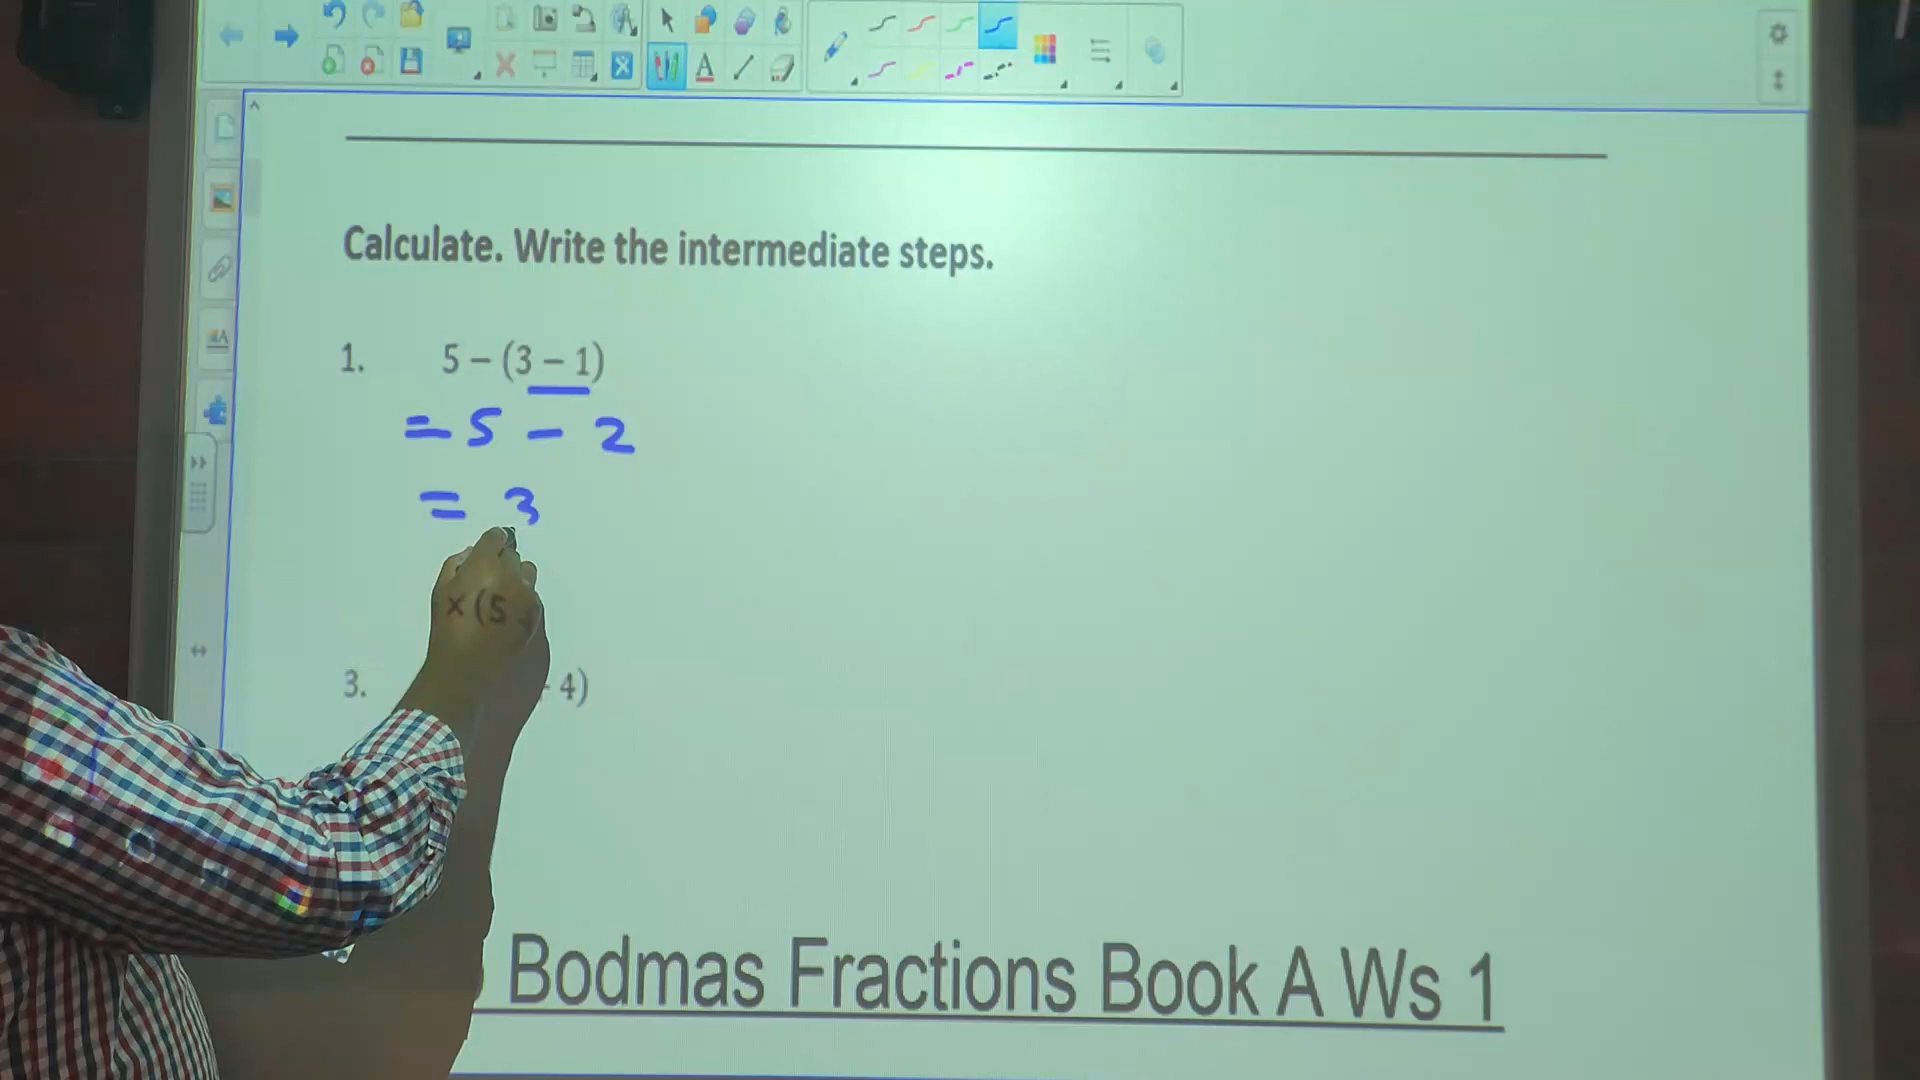 Calculate. Write the intermediate steps.
1. 5 – (3 – 1)
= 5 – 2
= 3
× (5
3. 4)
Bodmas Fractions Book A Ws 1